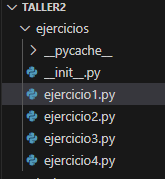 TALLER2
ejercicios
__pycache__
__init__.py
ejercicio1.py
ejercicio2.py
ejercicio3.py
ejercicio4.py